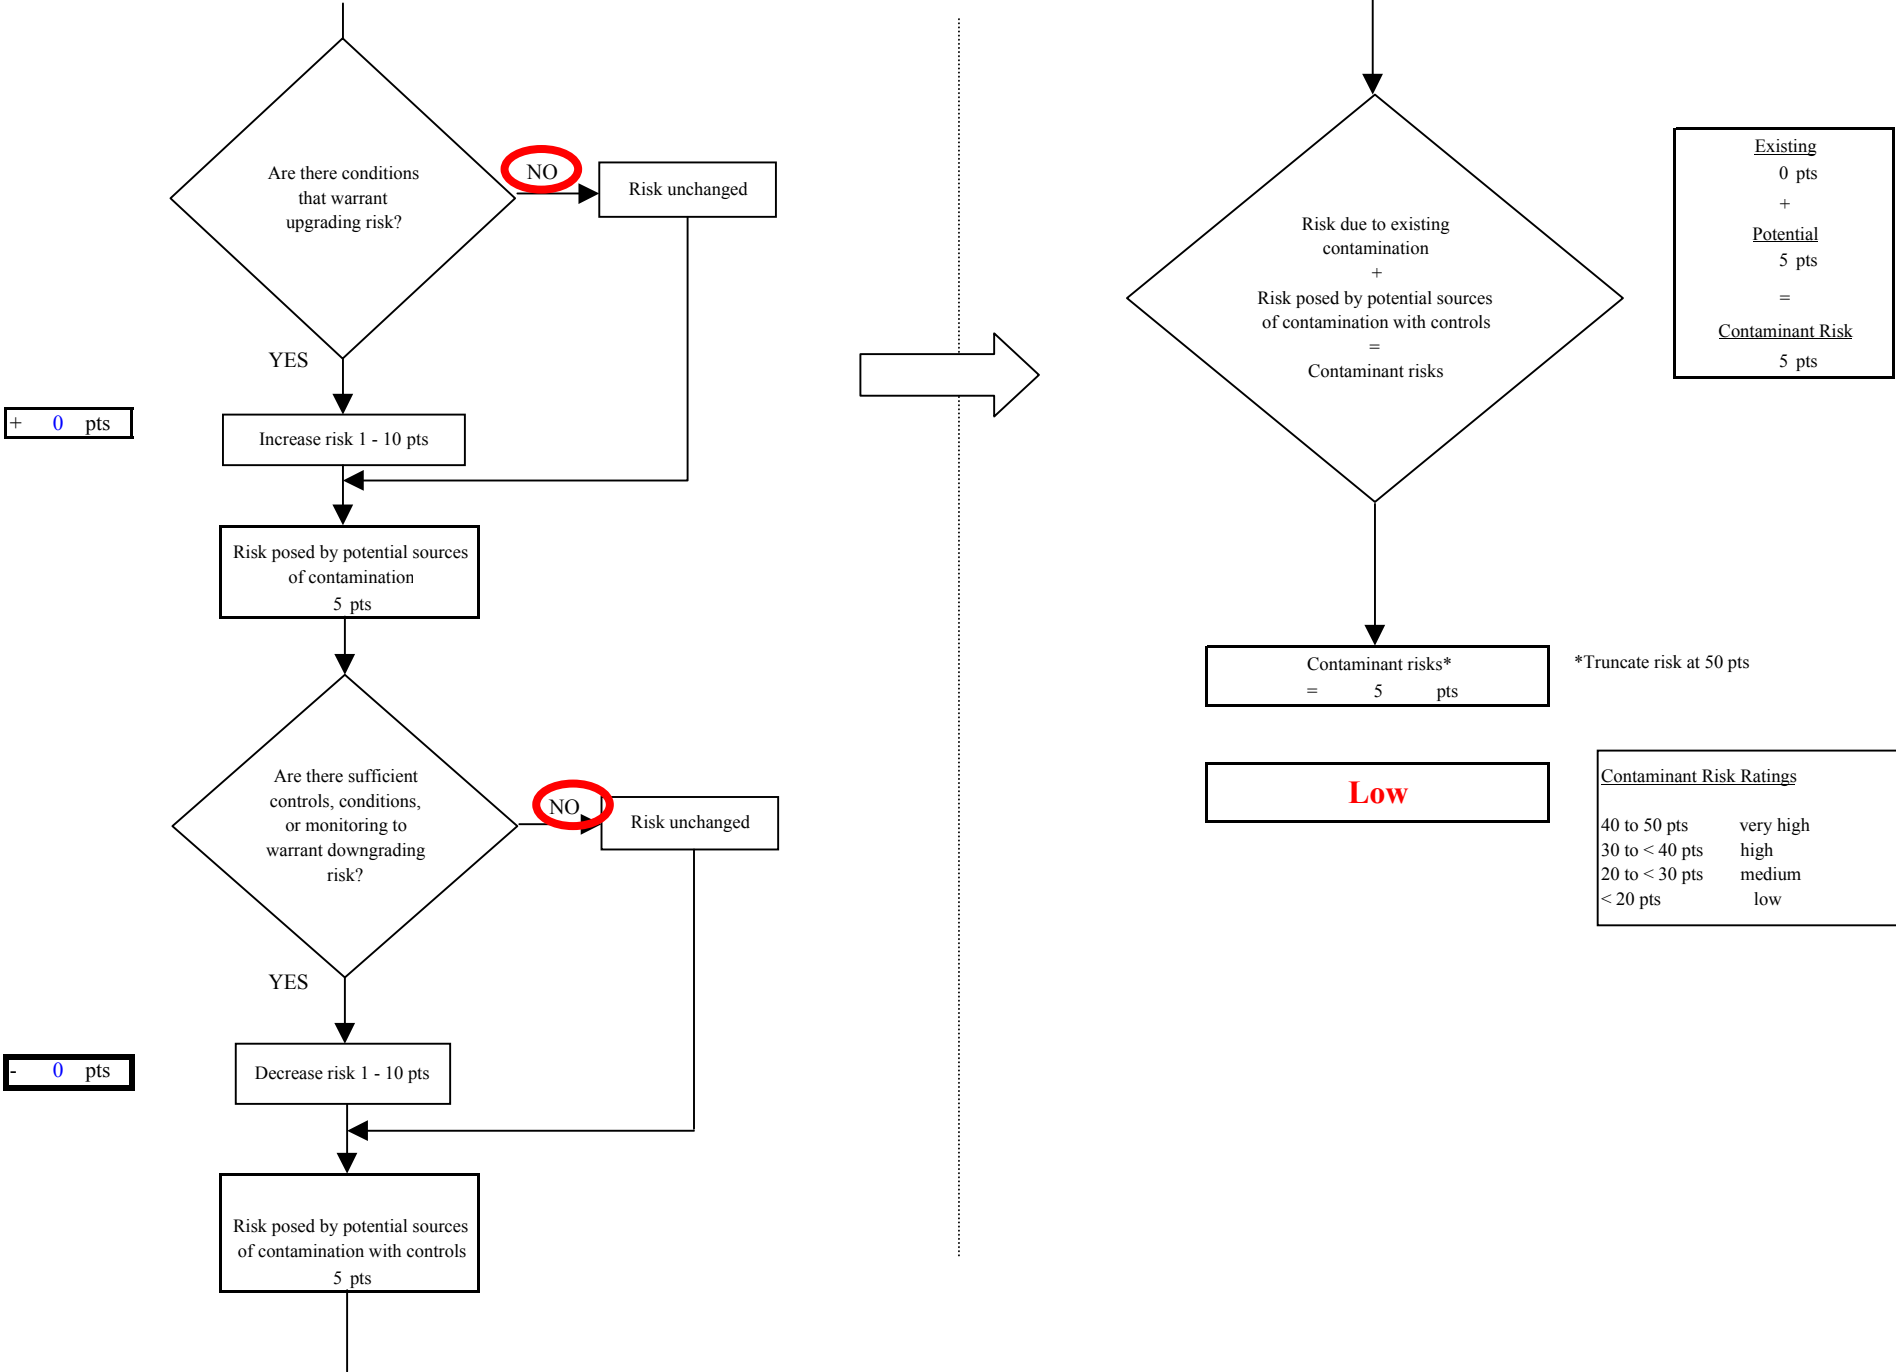 Are there conditions
that warrant
upgrading risk?
NO
Risk unchanged
YES
+ 0 pts
Increase risk 1 - 10 pts
Risk posed by potential sources
of contamination
5 pts
Are there sufficient
controls, conditions,
or monitoring to
warrant downgrading
risk?
NO
Risk unchanged
YES
- 0 pts
Decrease risk 1 - 10 pts
Risk posed by potential sources
of contamination with controls
5 pts
Risk due to existing
contamination
+
Risk posed by potential sources
of contamination with controls
=
Contaminant risks
Existing
0 pts
+
Potential
5 pts
=
Contaminant Risk
5 pts
Contaminant risks*
= 5 pts
*Truncate risk at 50 pts
Low
Contaminant Risk Ratings
40 to 50 pts very high
30 to < 40 pts high
20 to < 30 pts medium
< 20 pts low